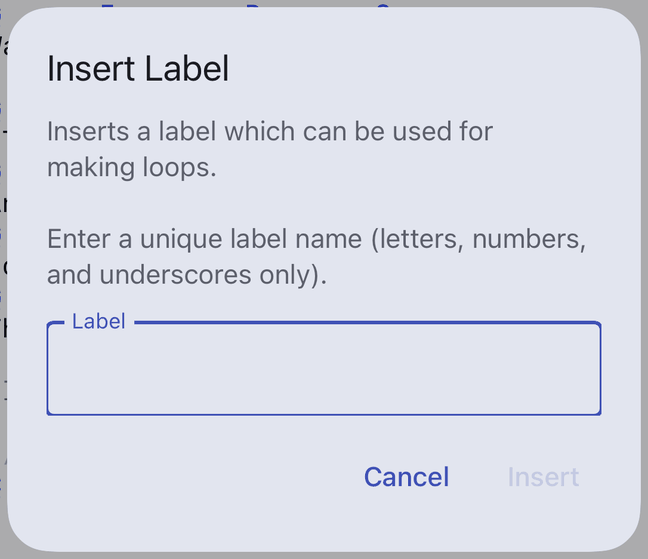 Insert Label
Inserts a label which can be used for
making loops.
Enter a unique label name (letters, numbers,
and underscores only).
Label
Cancel
Insert